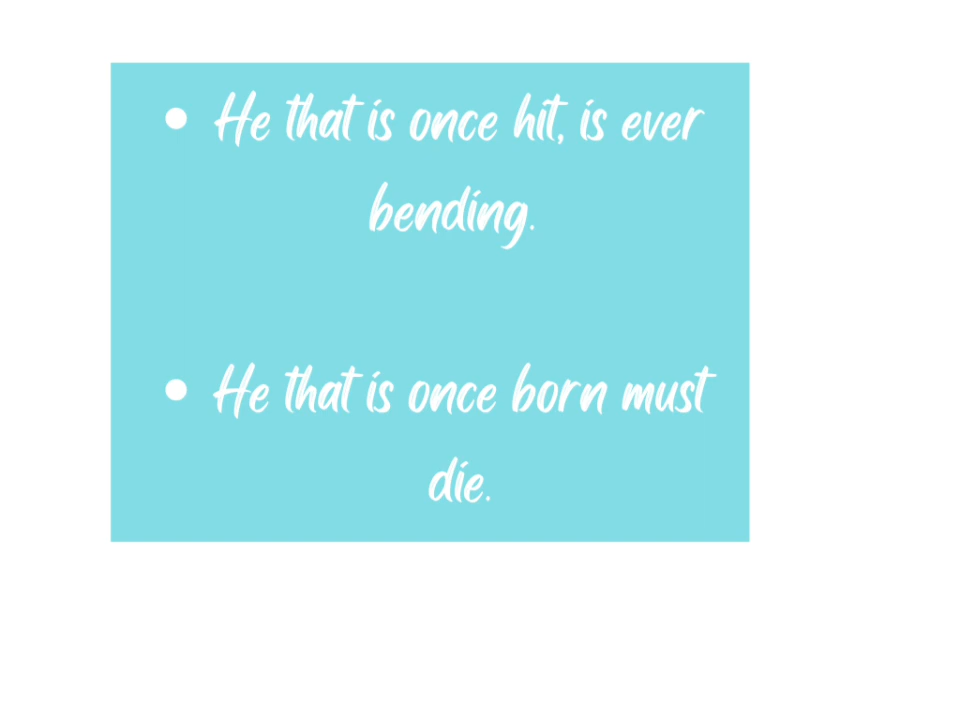 • He that is once hit, is ever
bending.
• He that is once born must
die.